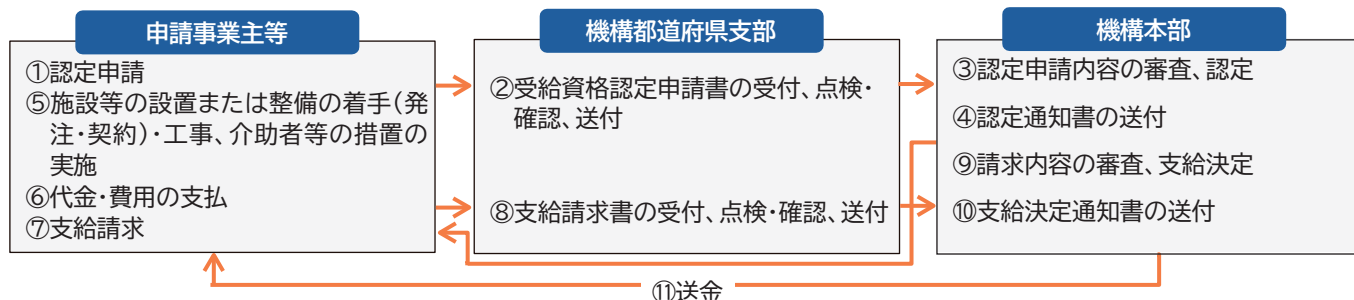 申請事業主等
①認定申請
⑤施設等の設置または整備の着手（発
注・契約）・工事、介助者等の措置の
実施
⑥代金・費用の支払
⑦支給請求
機構都道府県支部
②受給資格認定申請書の受付、点検・
確認、送付
⑧支給請求書の受付、点検・確認、送付
機構本部
③認定申請内容の審査、認定
④認定通知書の送付
⑨請求内容の審査、支給決定
⑩支給決定通知書の送付
⑪送金